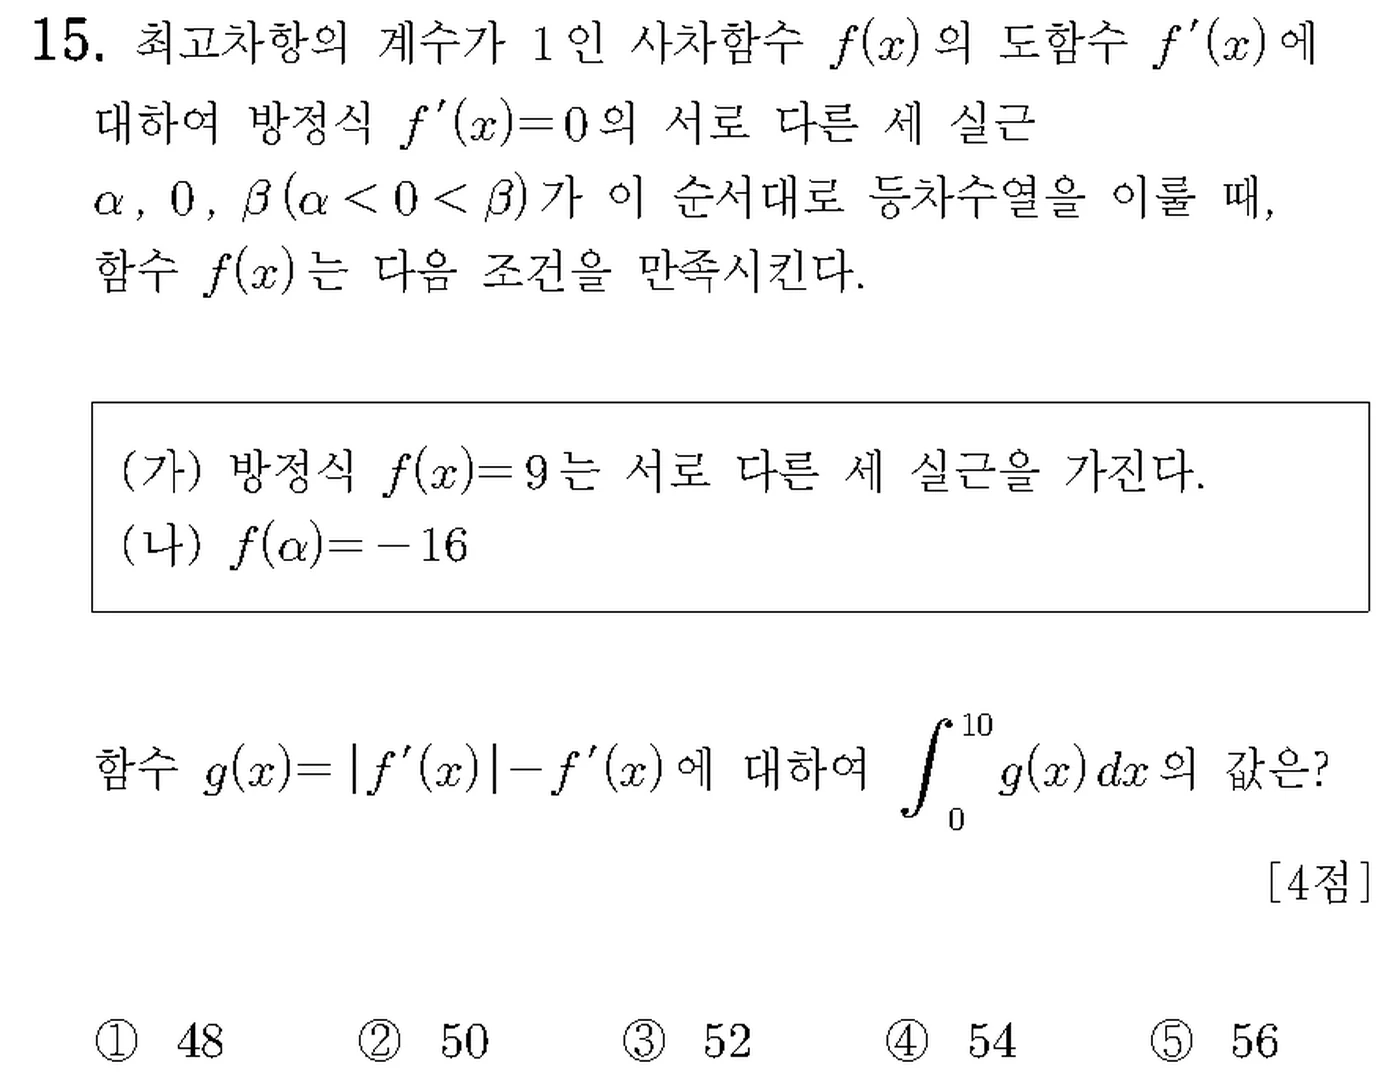 15. 최고차항의 계수가 1인 사차함수 f(x)의 도함수 f′(x)에
대하여 방정식 f′(x)=0의 서로 다른 세 실근
α, 0, β(α<0<β)가 이 순서대로 등차수열을 이룰 때,
함수 f(x)는 다음 조건을 만족시킨다.
(가) 방정식 f(x)=9는 서로 다른 세 실근을 가진다.
(나) f(α)=-16
함수 g(x)=|f′(x)|-f′(x)에 대하여 ∫₀¹⁰ g(x)dx의 값은?
[4점]
① 48 ② 50 ③ 52 ④ 54 ⑤ 56